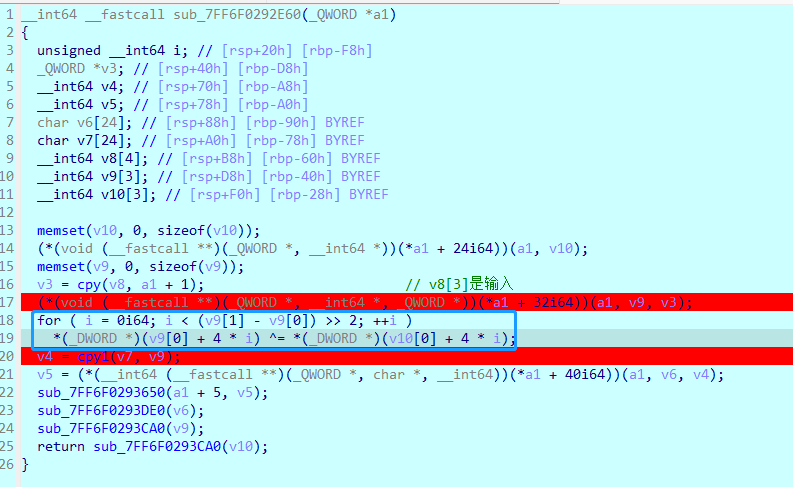 1 __int64 __fastcall sub_7FF6F0292E60(_QWORD *a1)
2 {
3   unsigned __int64 i; // [rsp+20h] [rbp-F8h]
4   _QWORD *v3; // [rsp+40h] [rbp-D8h]
5   __int64 v4; // [rsp+70h] [rbp-A8h]
6   __int64 v5; // [rsp+78h] [rbp-A0h]
7   char v6[24]; // [rsp+88h] [rbp-90h] BYREF
8   char v7[24]; // [rsp+A0h] [rbp-78h] BYREF
9   __int64 v8[4]; // [rsp+B8h] [rbp-60h] BYREF
10   __int64 v9[3]; // [rsp+D8h] [rbp-40h] BYREF
11   __int64 v10[3]; // [rsp+F0h] [rbp-28h] BYREF
12
13   memset(v10, 0, sizeof(v10));
14   (*(void (__fastcall **)(_QWORD *, __int64 *))(*a1 + 24i64))(a1, v10);
15   memset(v9, 0, sizeof(v9));
16   v3 = cpy(v8, a1 + 1); // v8[3]是输入
17   (*(void (__fastcall **)(_QWORD *, __int64 *, _QWORD *))(*a1 + 32i64))(a1, v9, v3);
18   for ( i = 0i64; i < (v9[1] - v9[0]) >> 2; ++i )
19     *(_DWORD *)(v9[0] + 4 * i) ^= *(_DWORD *)(v10[0] + 4 * i);
20   v4 = cpy1(v7, v9);
21   v5 = (*(__int64 (__fastcall **)(_QWORD *, char *, __int64))(*a1 + 40i64))(a1, v6, v4);
22   sub_7FF6F0293650(a1 + 5, v5);
23   sub_7FF6F0293DE0(v6);
24   sub_7FF6F0293CA0(v9);
25   return sub_7FF6F0293CA0(v10);
26 }